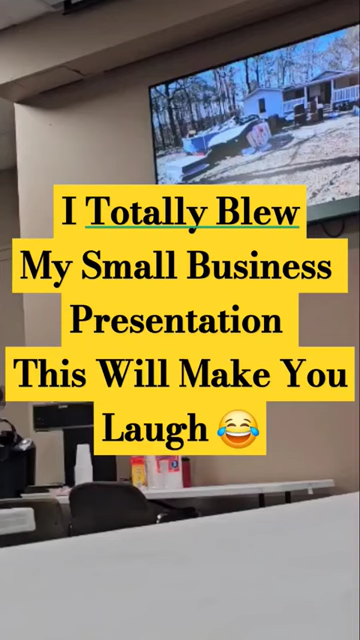 I Totally Blew
My Small Business
Presentation
This Will Make You
Laugh 😂